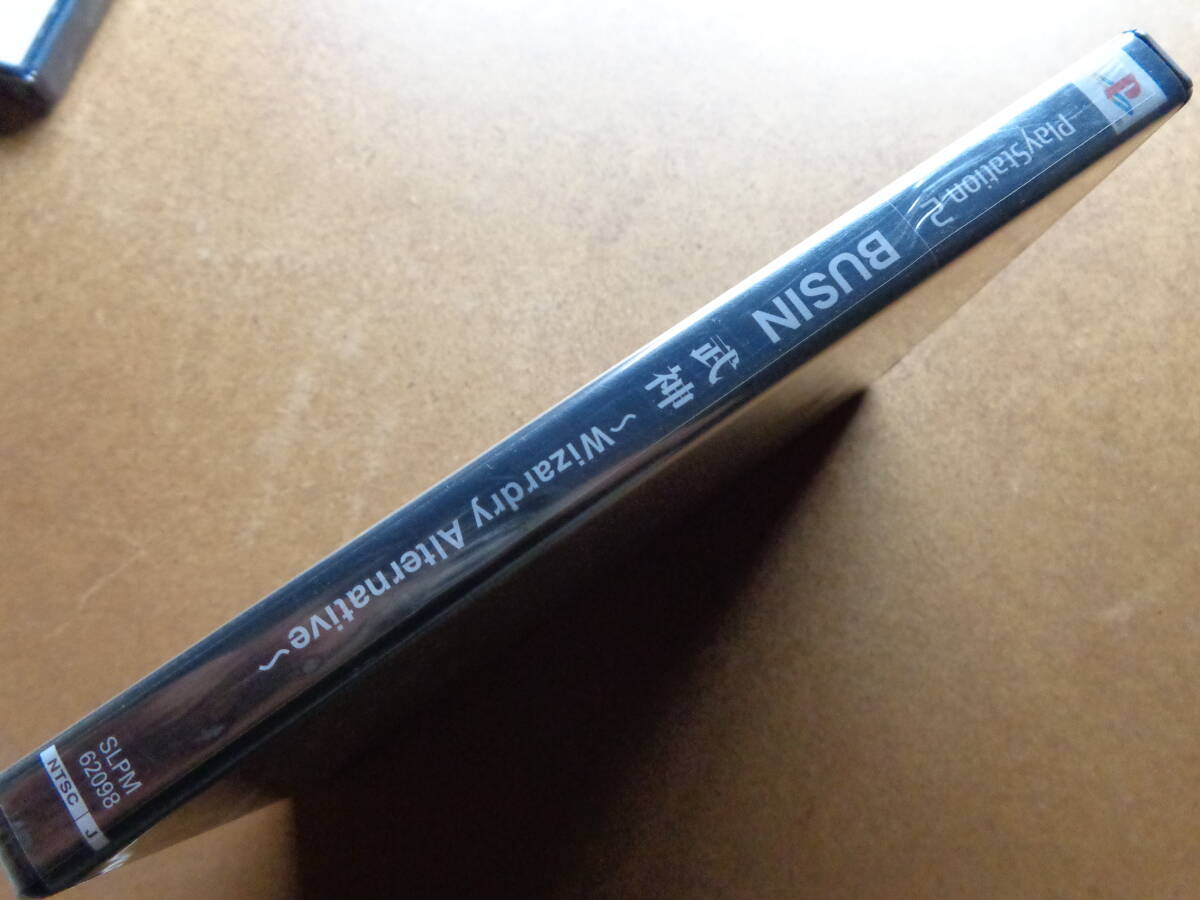 PlayStation 2
BUSIN 武神 ~Wizardry Alternative~
SLPM
62098
NTSC J